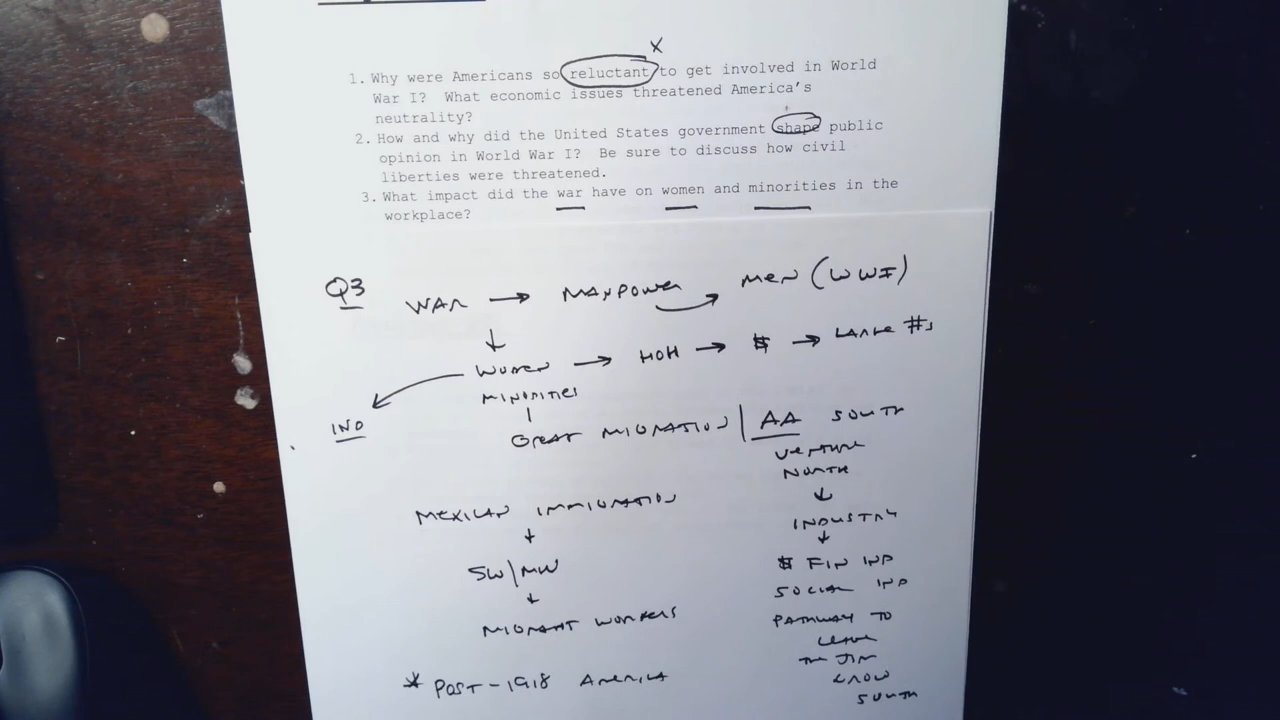 x
1. Why were Americans so reluctant to get involved in World
War I? What economic issues threatened America's
neutrality?
2. How and why did the United States government shape public
opinion in World War I? Be sure to discuss how civil
liberties were threatened.
3. What impact did the war have on women and minorities in the
workplace?
Q3
WAR → MANPOWER → MEN (WWI)
↓
WOMEN → HOH → $ → LARGE #s
MINORITIES
IND
GREAT MIGRATION | AA SOUTH
VENTURE
NORTH
↓
INDUSTRY
↓
$ FIN IND
SOCIAL IND
PATHWAY TO
LEAVE
THE JIM
CROW
SOUTH
MEXICAN IMMIGRATION
↓
SW/MW
↓
MIGRANT WORKERS
* POST-1918 AMERICA